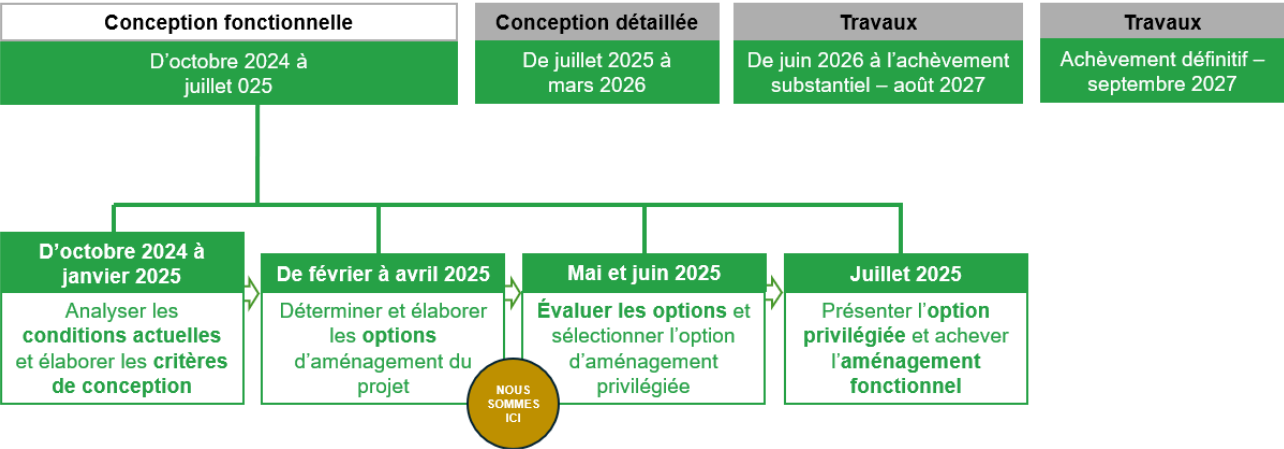 Conception fonctionnelle
D'octobre 2024 à
juillet 025
Conception détaillée
De juillet 2025 à
mars 2026
Travaux
De juin 2026 à l'achèvement
substantiel – août 2027
Travaux
Achèvement définitif –
septembre 2027
D'octobre 2024 à
janvier 2025
Analyser les
conditions actuelles
et élaborer les critères
de conception
De février à avril 2025
Déterminer et élaborer
les options
d'aménagement du
projet
NOUS
SOMMES
ICI
Mai et juin 2025
Évaluer les options et
sélectionner l'option
d'aménagement
privilégiée
Juillet 2025
Présenter l'option
privilégiée et achever
l'aménagement
fonctionnel